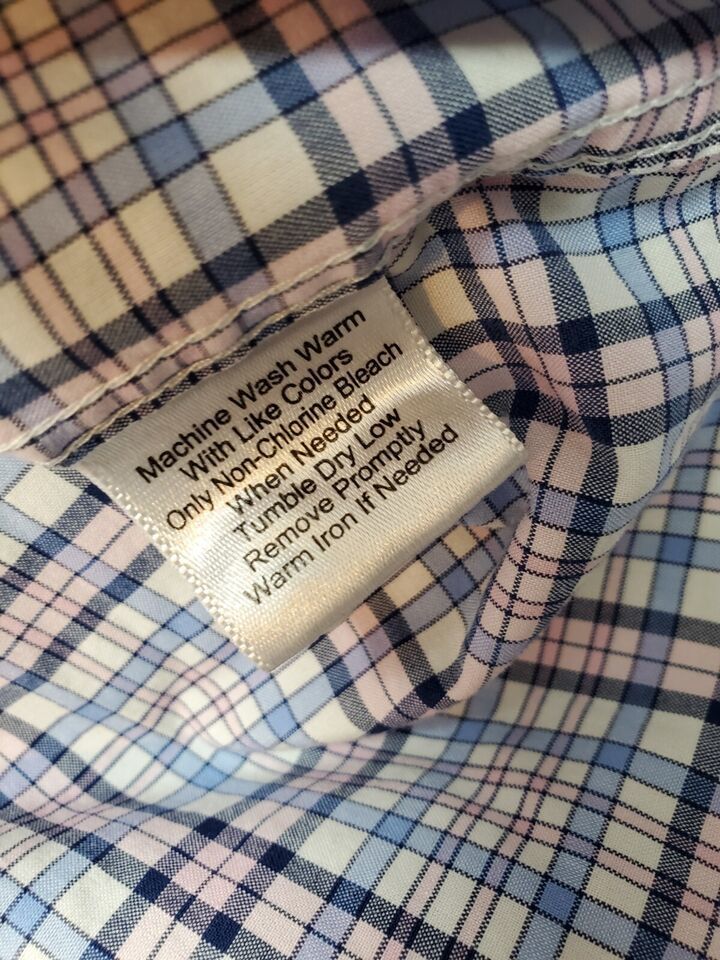 Machine Wash Warm
With Like Colors
Only Non-Chlorine Bleach
When Needed
Tumble Dry Low
Remove Promptly
Warm Iron If Needed